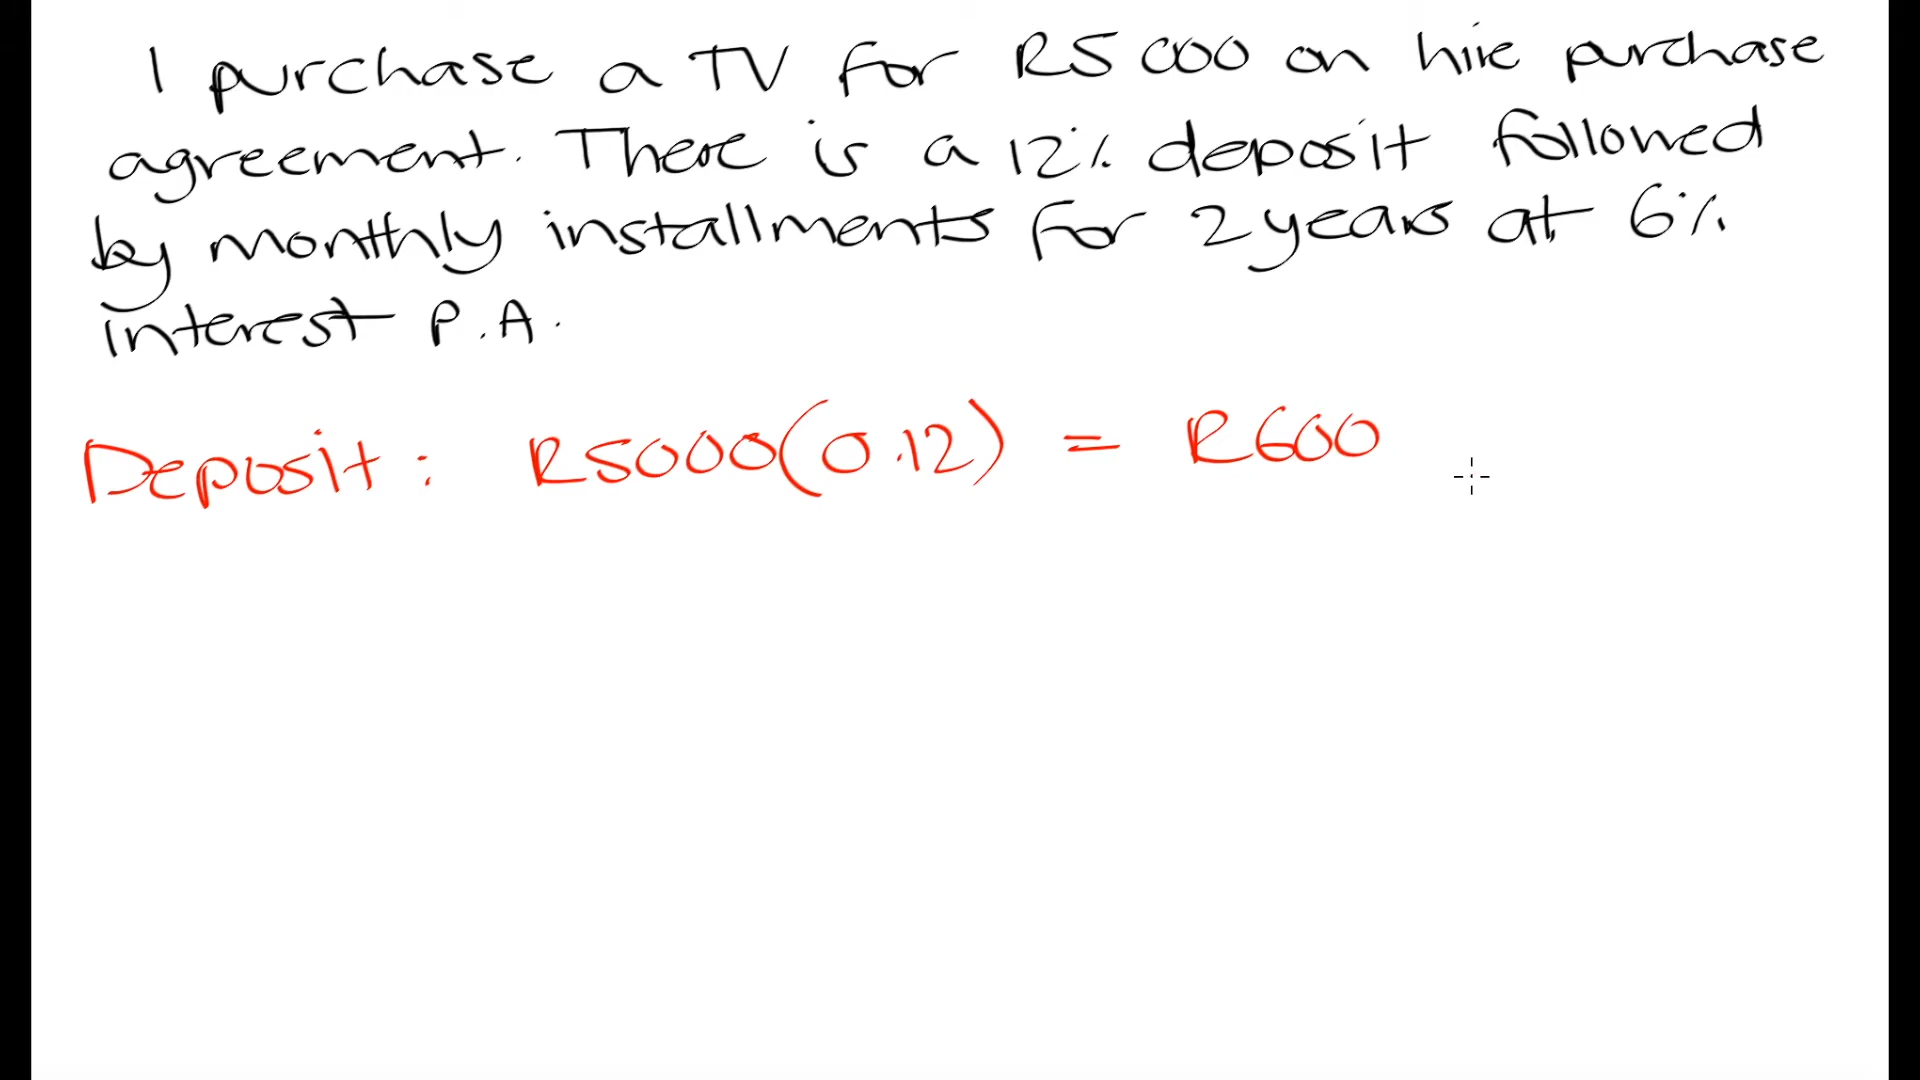 I purchase a TV for R5 000 on hire purchase
agreement. There is a 12% deposit followed
by monthly installments for 2 years at 6%
interest P.A.
Deposit: R5000(0.12) = R600